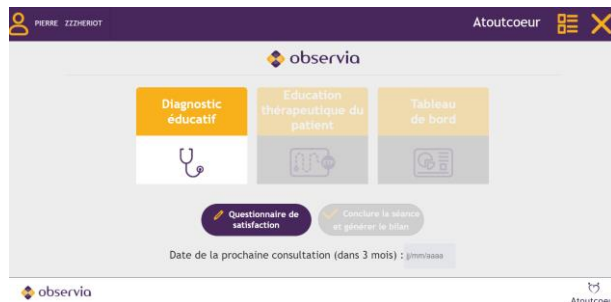 PIERRE ZZZHERIOT
Atoutcoeur
observia
Diagnostic
éducatif
Education
thérapeutique du
patient
Tableau
de bord
Questionnaire de
satisfaction
Conclure la séance
et générer le bilan
Date de la prochaine consultation (dans 3 mois) : jj/mm/aaaa
observia
Atoutcoeur